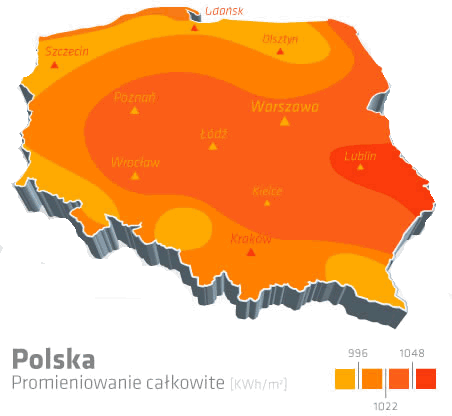 Gdańsk
Olsztyn
Szczecin
Poznań
Warszawa
Łódź
Wrocław
Lublin
Kielce
Kraków
Polska
Promieniowanie całkowite [KWh/m²]
996 1048
1022